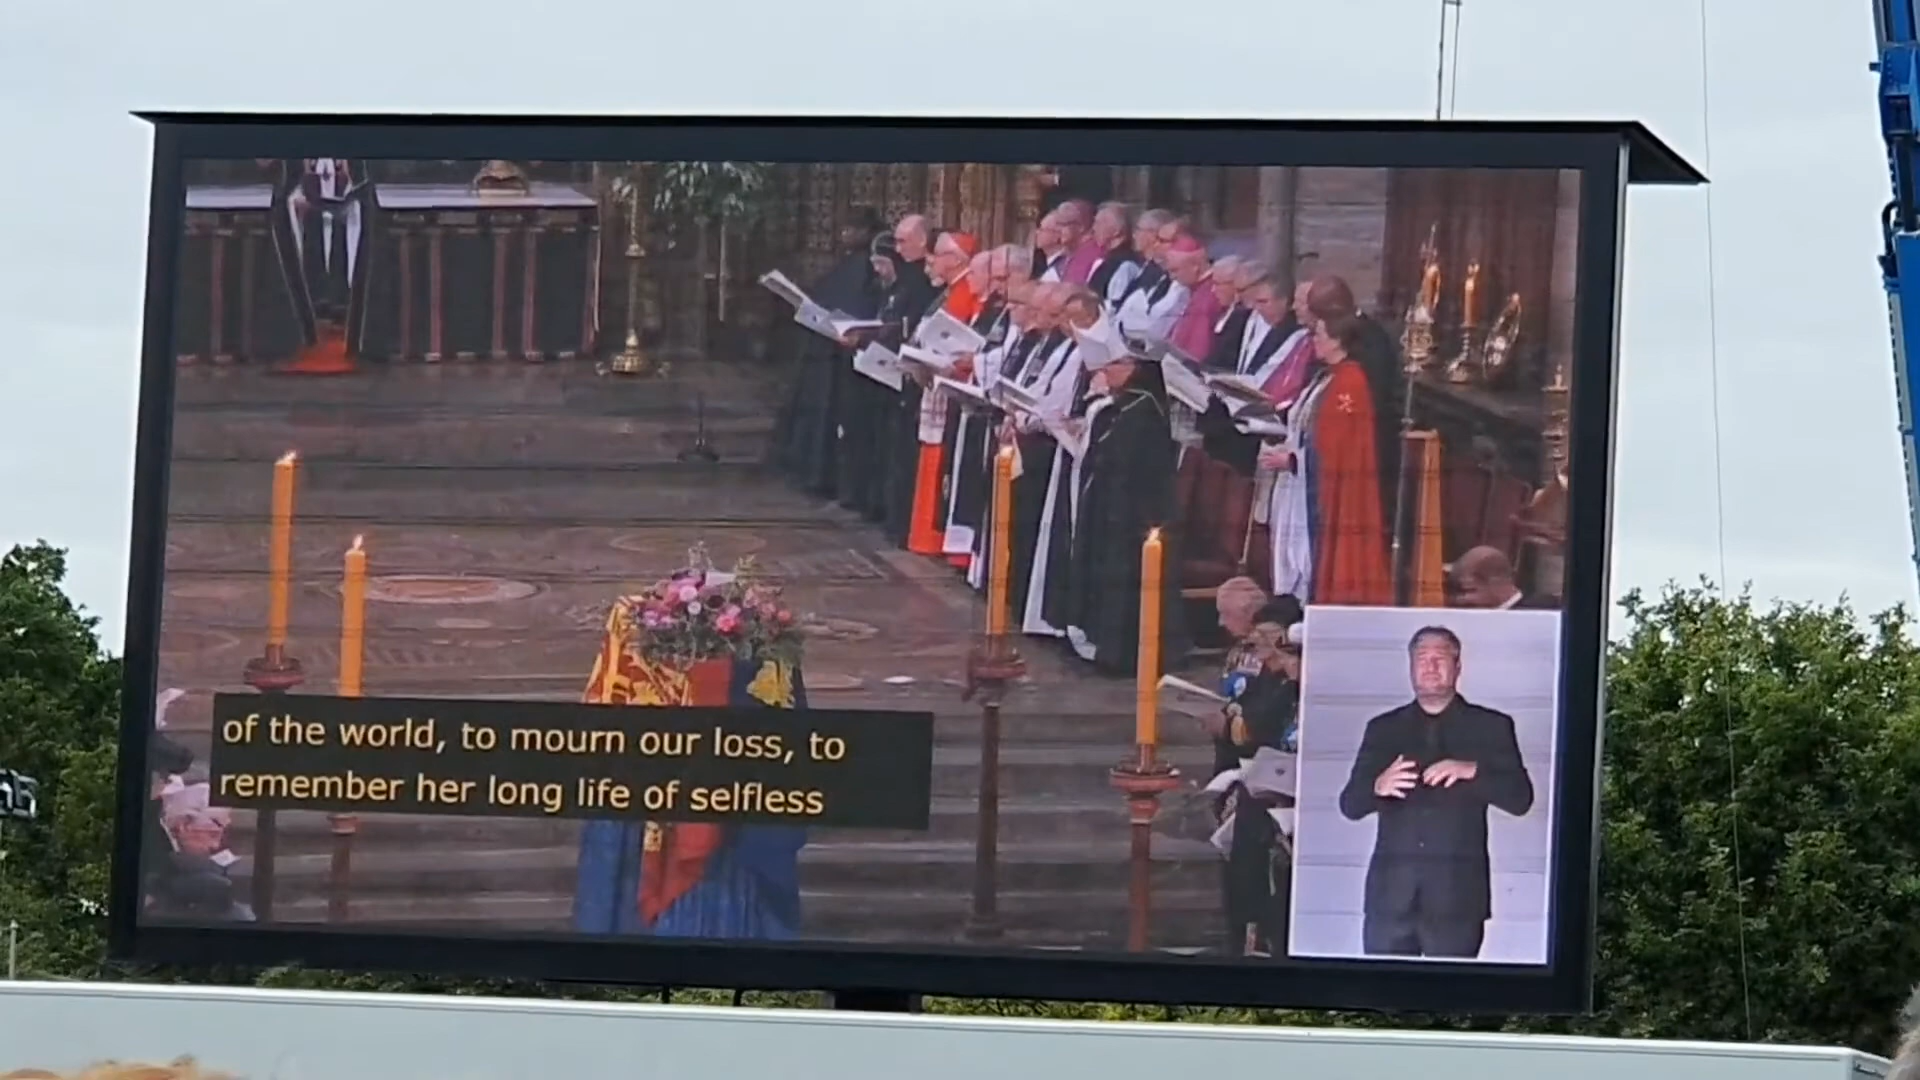 of the world, to mourn our loss, to
remember her long life of selfless